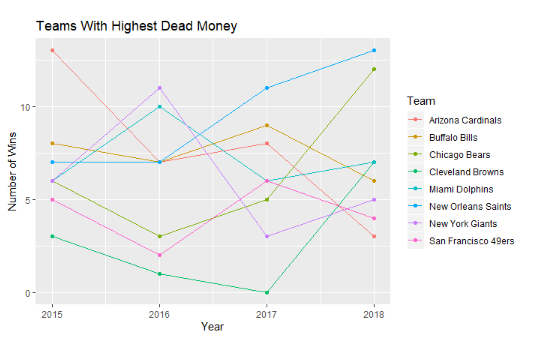 Teams With Highest Dead Money
10
5
0
Number of Wins
2015 2016 2017 2018
Year
Team
Arizona Cardinals
Buffalo Bills
Chicago Bears
Cleveland Browns
Miami Dolphins
New Orleans Saints
New York Giants
San Francisco 49ers